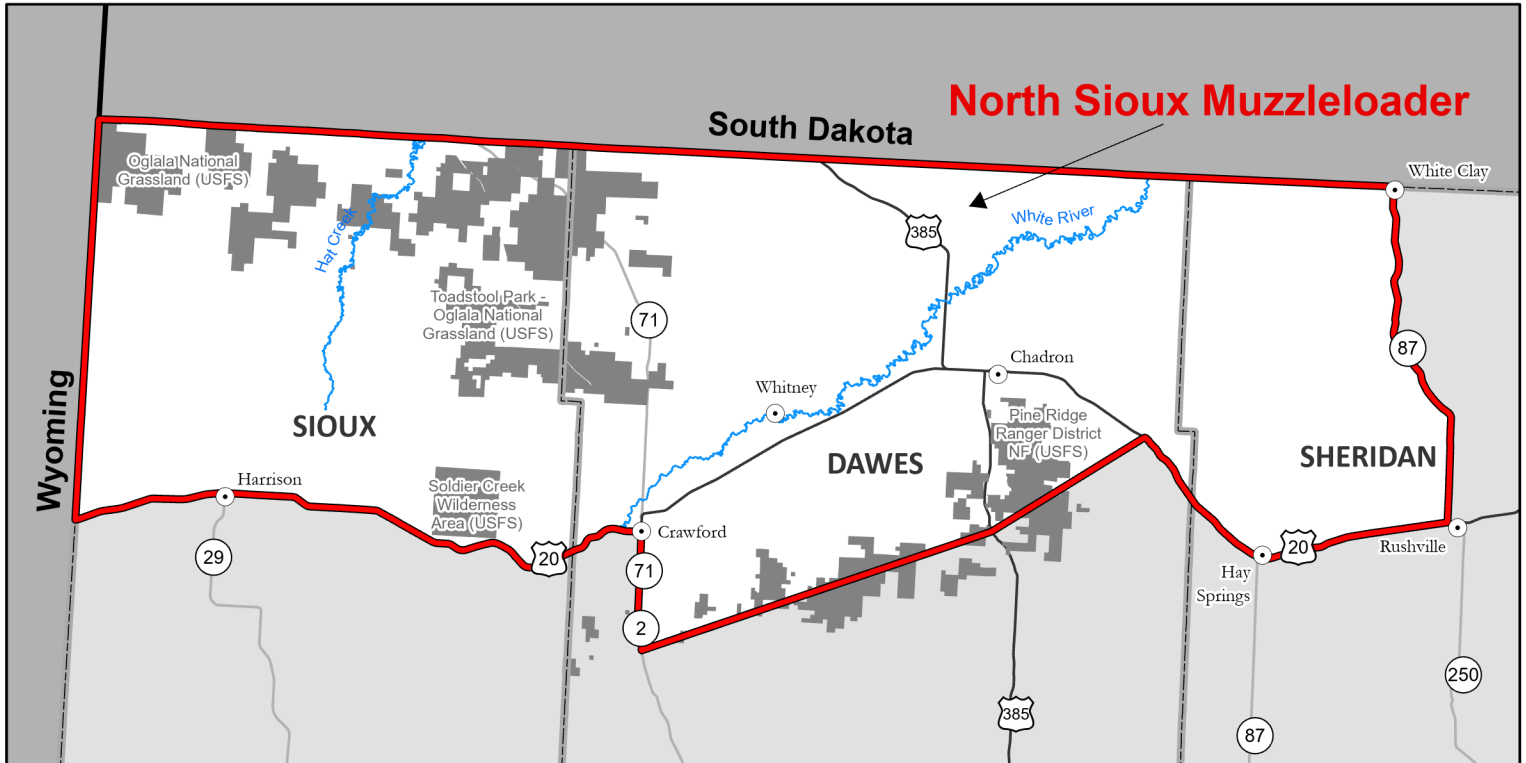 North Sioux Muzzleloader
South Dakota
Oglala National
Grassland (USFS)
White Clay
385
White River
Hat Creek
Toadstool Park -
Oglala National
Grassland (USFS)
71
87
Chadron
Whitney
Wyoming
SIOUX
Pine Ridge
Ranger District
NF (USFS)
DAWES
SHERIDAN
Harrison
Soldier Creek
Wilderness
Area (USFS)
Crawford
29
20
71
20
Rushville
Hay
Springs
2
250
385
87